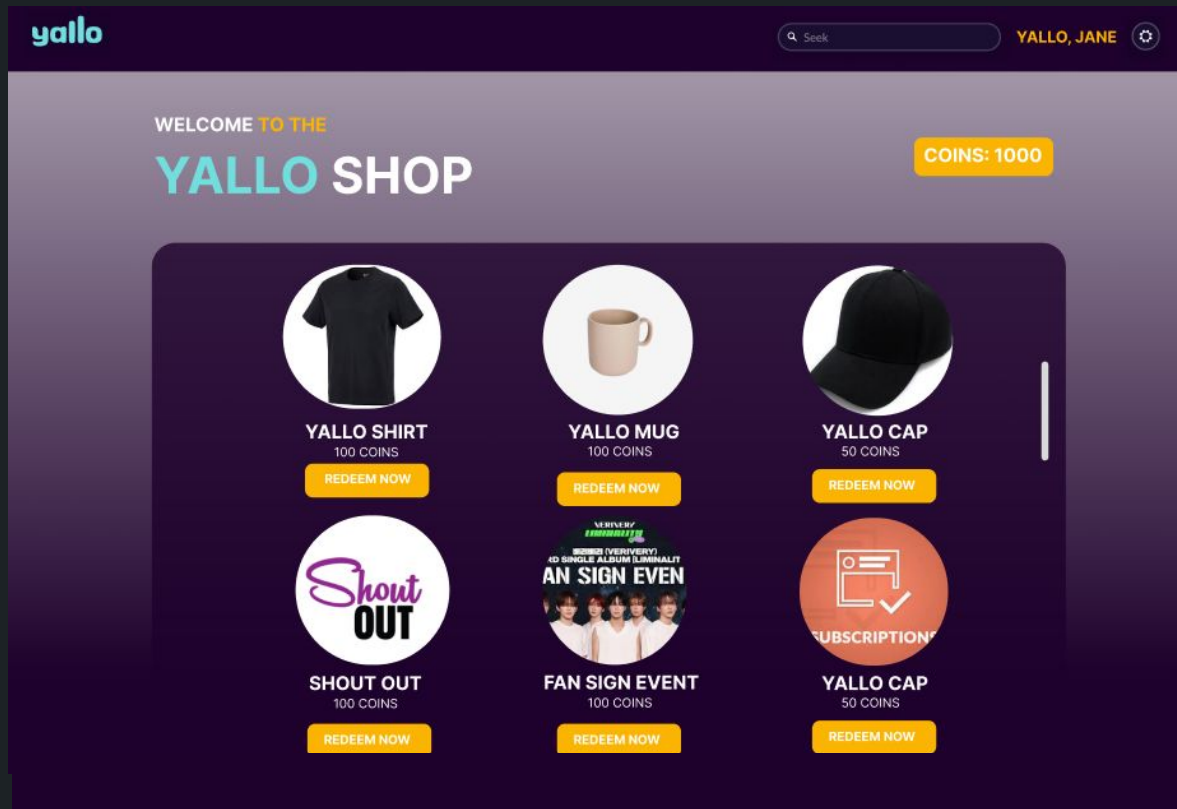 yallo
Seek
YALLO, JANE
WELCOME TO THE
YALLO SHOP
COINS: 1000
YALLO SHIRT
100 COINS
REDEEM NOW
YALLO MUG
100 COINS
REDEEM NOW
YALLO CAP
50 COINS
REDEEM NOW
Shout
OUT
SHOUT OUT
100 COINS
REDEEM NOW
VERIVERY
LIMINALITY
(VERIVERY)
RD SINGLE ALBUM [LIMINALIT
AN SIGN EVEN
FAN SIGN EVENT
100 COINS
REDEEM NOW
SUBSCRIPTIONS
YALLO CAP
50 COINS
REDEEM NOW